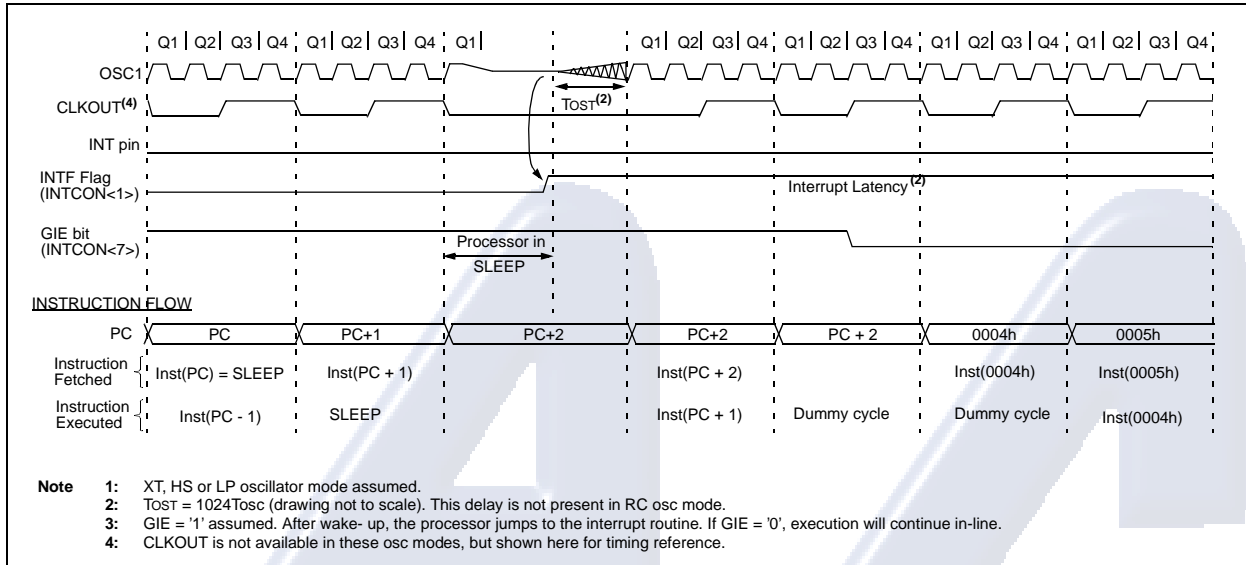 Q1 Q2 Q3 Q4 Q1 Q2 Q3 Q4 Q1 Q1 Q2 Q3 Q4 Q1 Q2 Q3 Q4 Q1 Q2 Q3 Q4 Q1 Q2 Q3 Q4
OSC1
CLKOUT(4)
TOST(2)
INT pin
INTF Flag
(INTCON<1>)
Interrupt Latency(2)
GIE bit
(INTCON<7>)
Processor in
SLEEP
INSTRUCTION FLOW
PC PC PC+1 PC+2 PC+2 PC + 2 0004h 0005h
Instruction
Fetched
Inst(PC) = SLEEP Inst(PC + 1) Inst(PC + 2) Inst(0004h) Inst(0005h)
Instruction
Executed
Inst(PC - 1) SLEEP Inst(PC + 1) Dummy cycle Dummy cycle Inst(0004h)
Note 1: XT, HS or LP oscillator mode assumed.
2: TOST = 1024Tosc (drawing not to scale). This delay is not present in RC osc mode.
3: GIE = '1' assumed. After wake- up, the processor jumps to the interrupt routine. If GIE = '0', execution will continue in-line.
4: CLKOUT is not available in these osc modes, but shown here for timing reference.